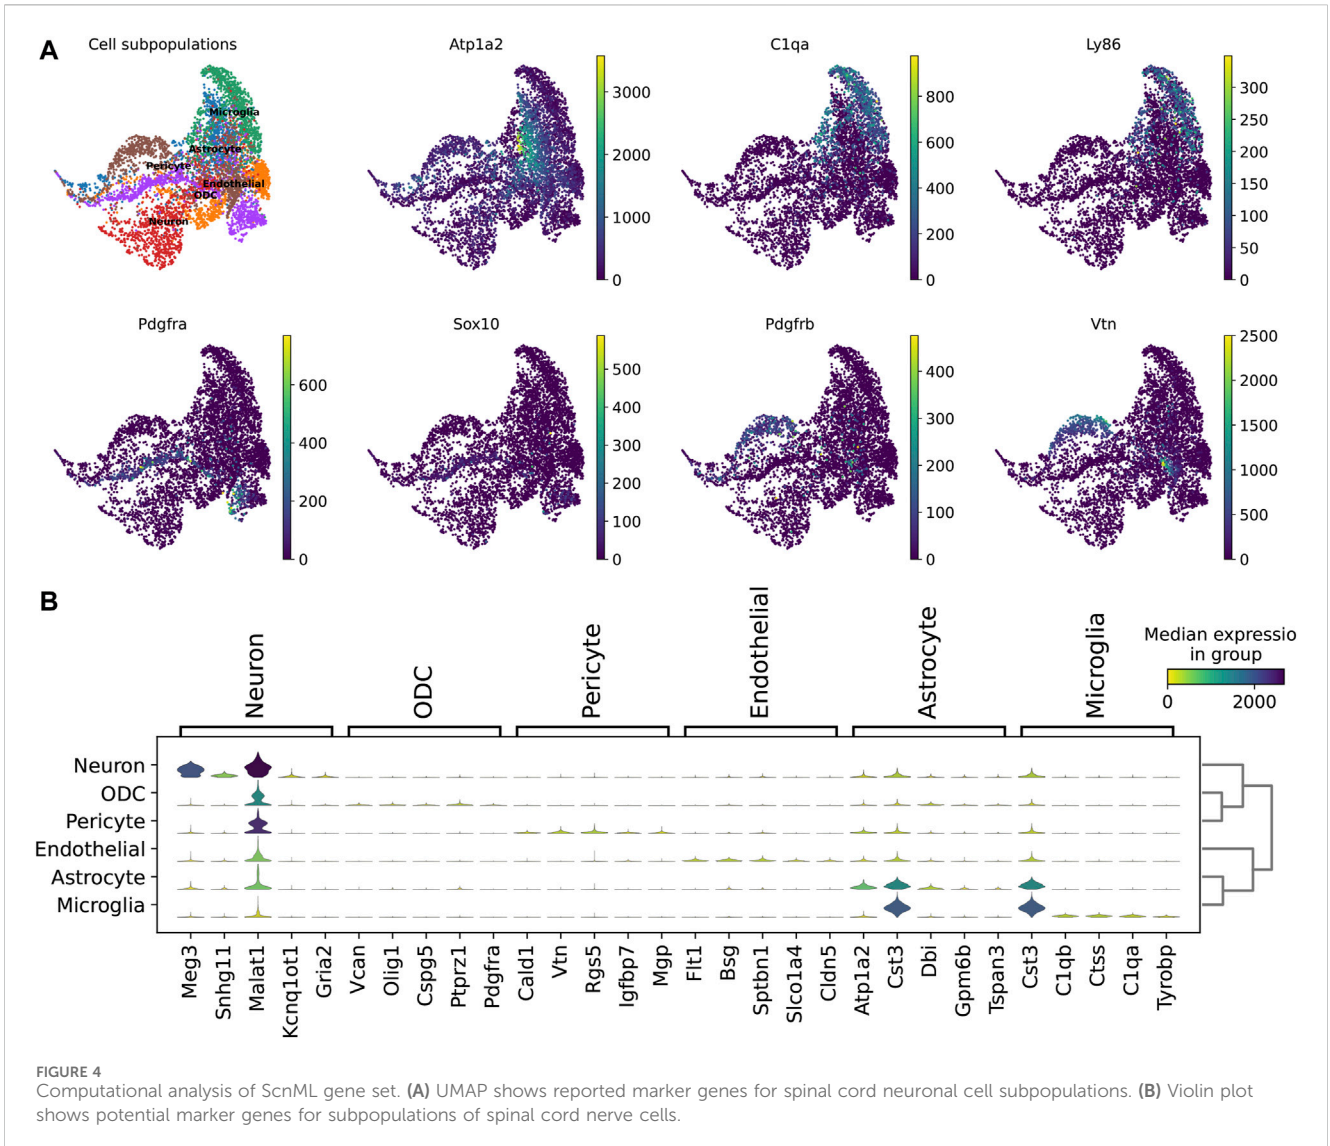 A
Cell subpopulations
Microglia
Astrocyte
Pericyte
Endothelial
ODC
Neuron
Atp1a2
3000
2000
1000
0
C1qa
800
600
400
200
0
Ly86
300
250
200
150
100
50
0
Pdgfra
600
400
200
0
Sox10
500
400
300
200
100
0
Pdgfrb
400
300
200
100
0
Vtn
2500
2000
1500
1000
500
0
B
Neuron
ODC
Pericyte
Endothelial
Astrocyte
Microglia
Median expressio
in group
0 2000
Neuron
ODC
Pericyte
Endothelial
Astrocyte
Microglia
Meg3
Snhg11
Malat1
Kcnq1ot1
Gria2
Vcan
Olig1
Cspg5
Ptprz1
Pdgfra
Cald1
Vtn
Rgs5
Igfbp7
Mgp
Flt1
Bsg
Sptbn1
Slco1a4
Cldn5
Atp1a2
Cst3
Dbi
Gpm6b
Tspan3
Cst3
C1qb
Ctss
C1qa
Tyrobp
FIGURE 4
Computational analysis of ScnML gene set. (A) UMAP shows reported marker genes for spinal cord neuronal cell subpopulations. (B) Violin plot
shows potential marker genes for subpopulations of spinal cord nerve cells.